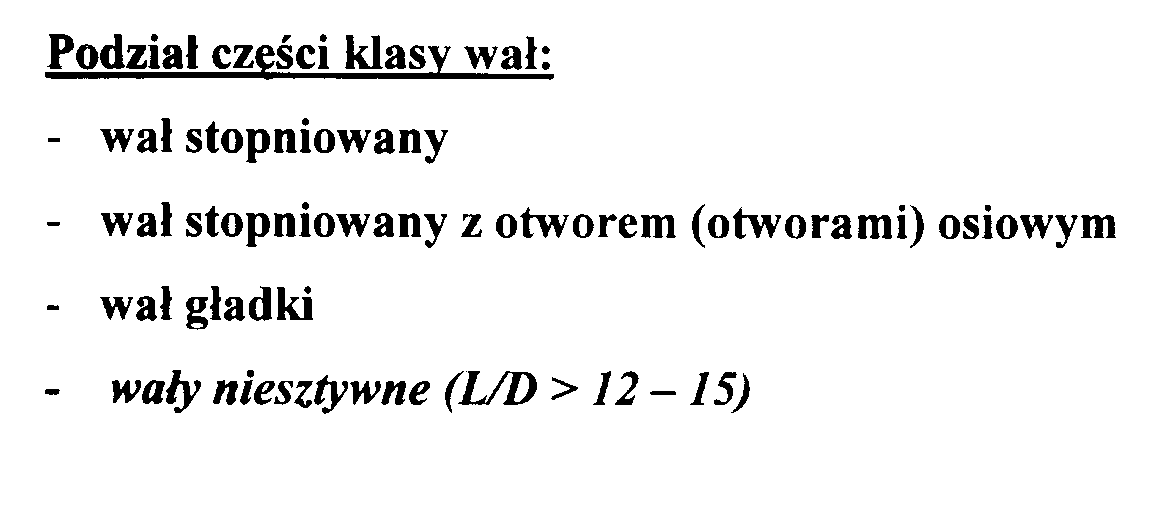 Podział części klasy wał:
- wał stopniowany
- wał stopniowany z otworem (otworami) osiowym
- wał gładki
- wały niesztywne (L/D > 12 – 15)